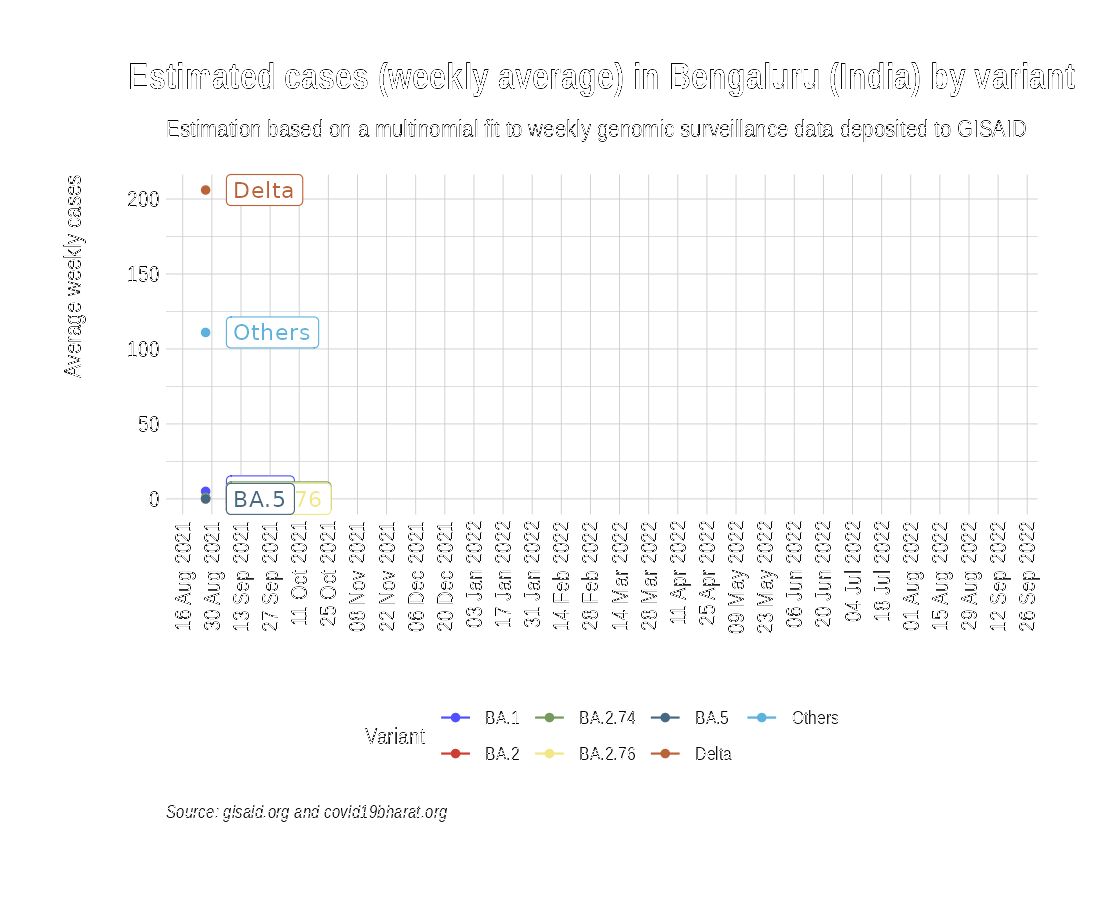 Estimated cases (weekly average) in Bengaluru (India) by variant
Estimation based on a multinomial fit to weekly genomic surveillance data deposited to GISAID
Average weekly cases
200
150
100
50
0
Delta
Others
BA.5
76
16 Aug 2021
30 Aug 2021
13 Sep 2021
27 Sep 2021
11 Oct 2021
25 Oct 2021
08 Nov 2021
22 Nov 2021
06 Dec 2021
20 Dec 2021
03 Jan 2022
17 Jan 2022
31 Jan 2022
14 Feb 2022
28 Feb 2022
14 Mar 2022
28 Mar 2022
11 Apr 2022
25 Apr 2022
09 May 2022
23 May 2022
06 Jun 2022
20 Jun 2022
04 Jul 2022
18 Jul 2022
01 Aug 2022
15 Aug 2022
29 Aug 2022
12 Sep 2022
26 Sep 2022
Variant
BA.1
BA.2.74
BA.5
Others
BA.2
BA.2.76
Delta
Source: gisaid.org and covid19bharat.org